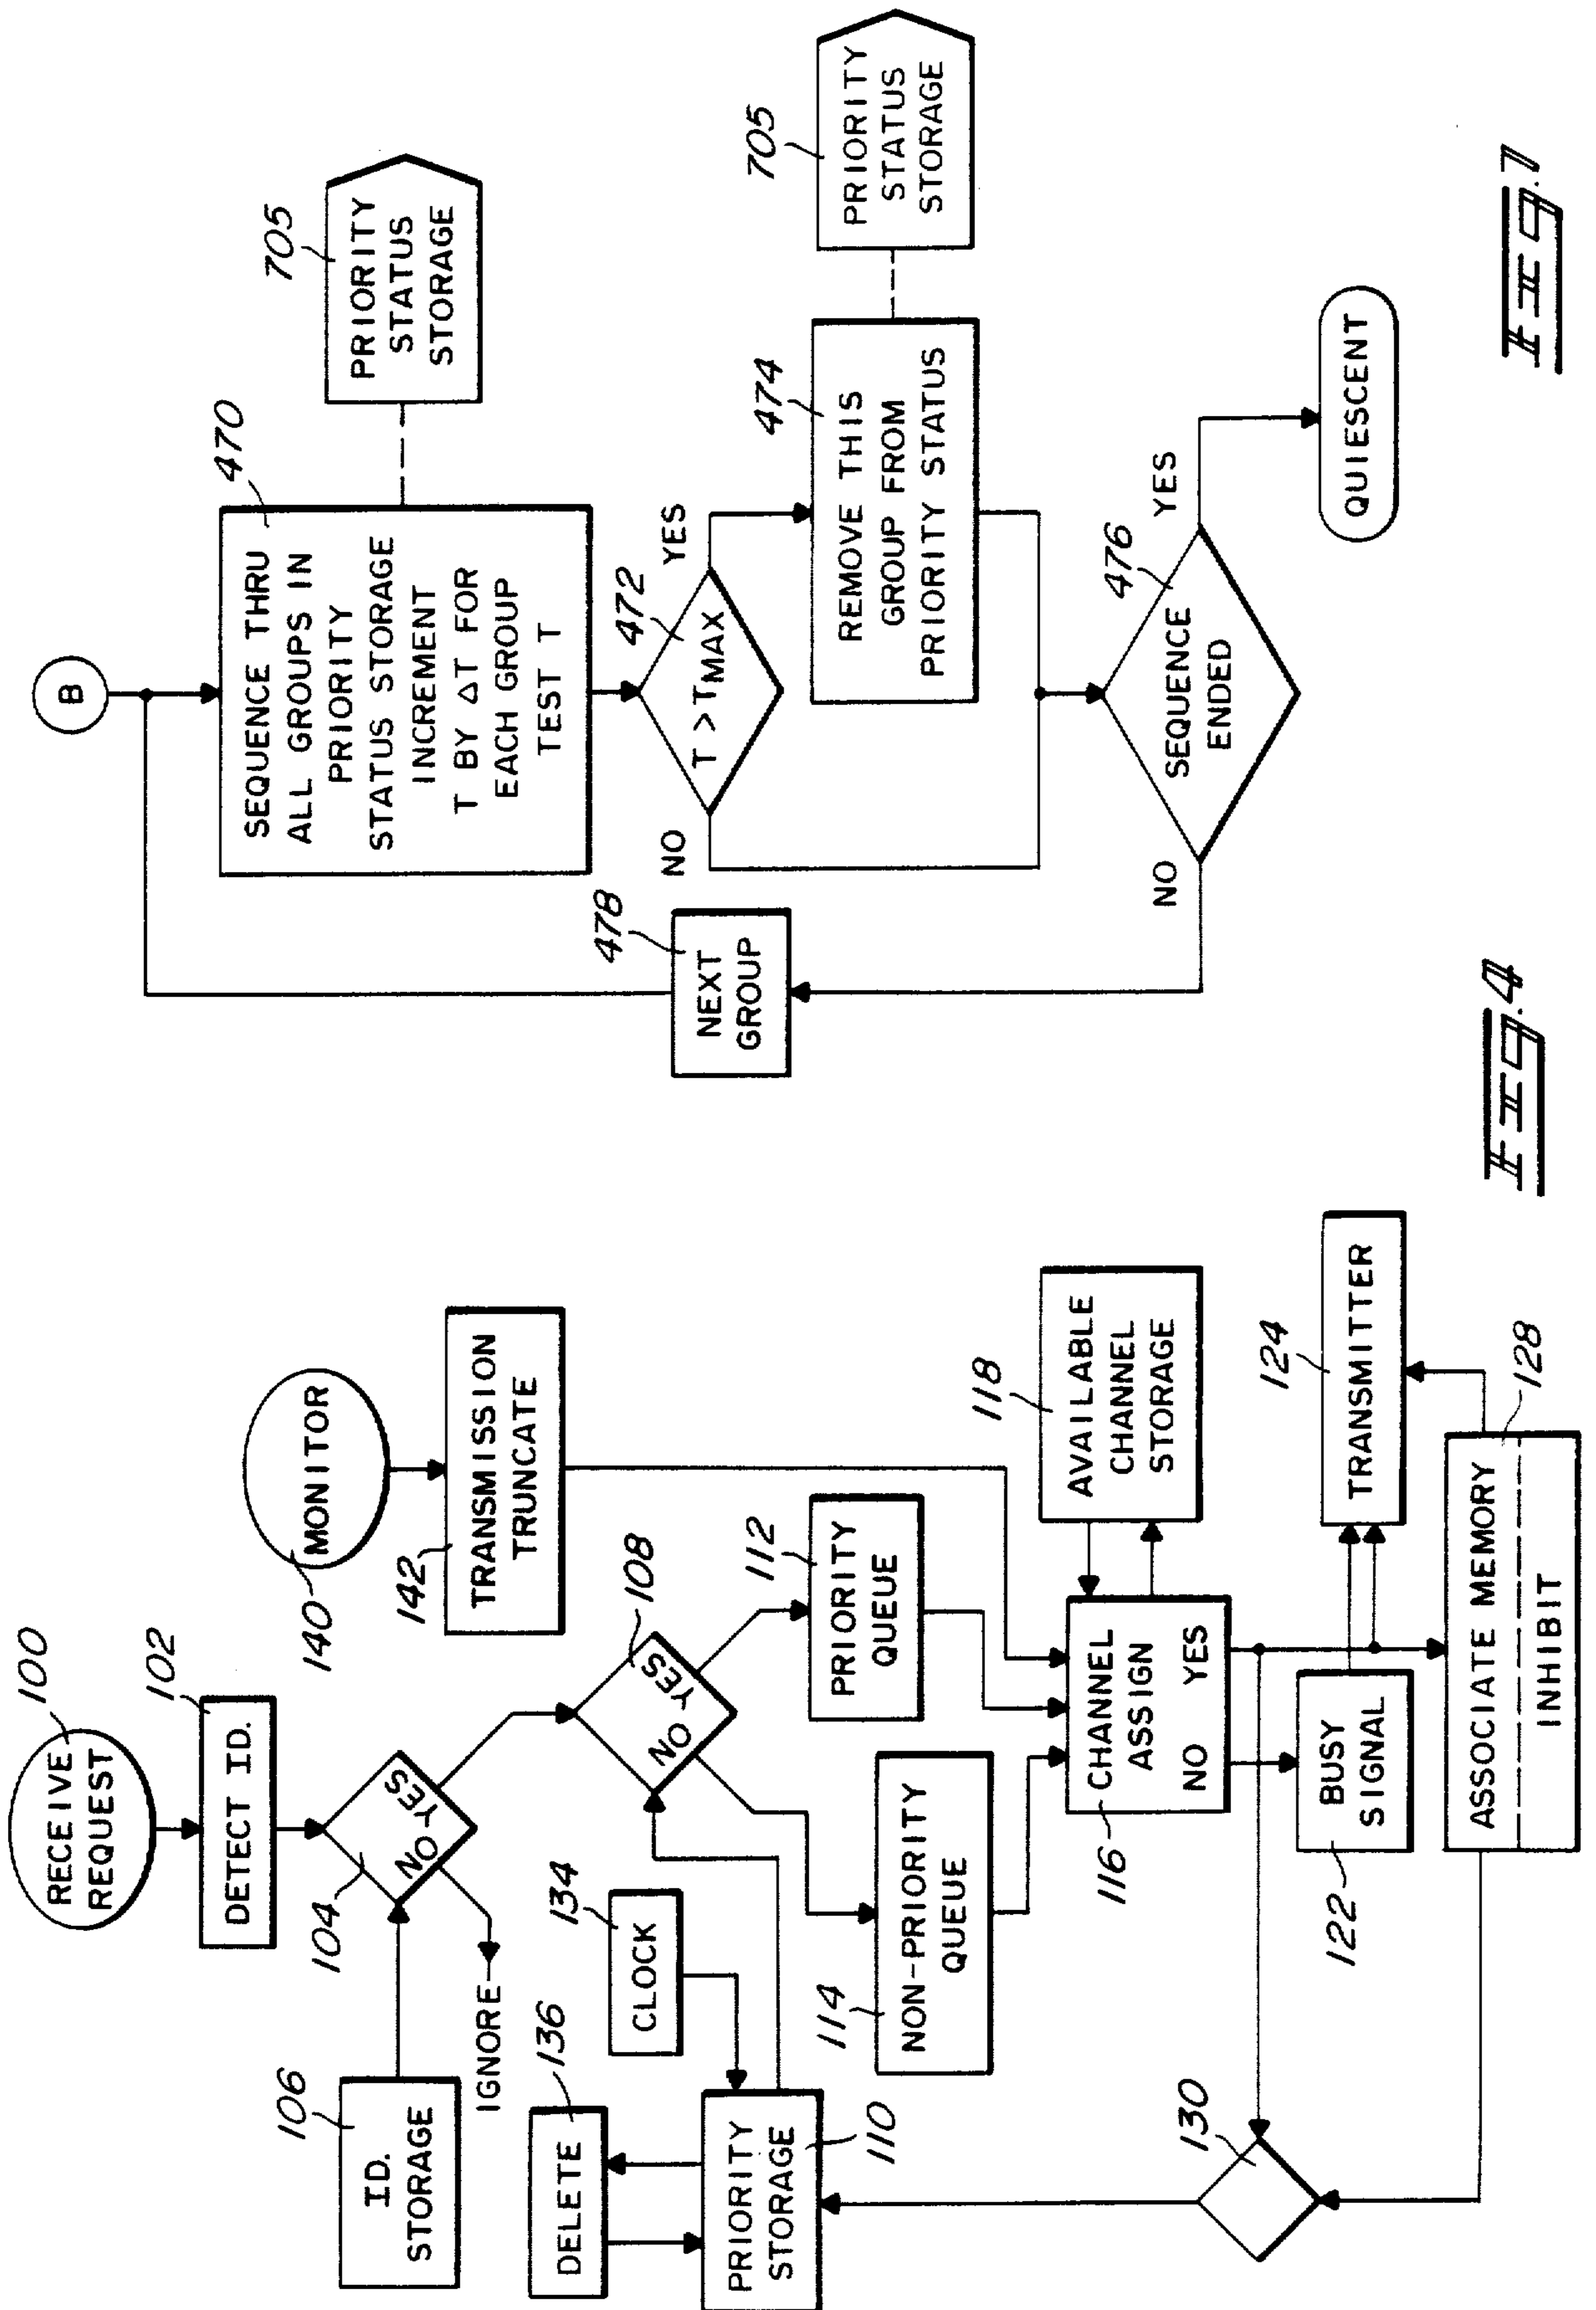 B
470
SEQUENCE THRU
ALL GROUPS IN
PRIORITY
STATUS STORAGE
INCREMENT
T BY ΔT FOR
EACH GROUP
TEST T
705
PRIORITY
STATUS
STORAGE
472
T > TMAX
YES
NO
474
REMOVE THIS
GROUP FROM
PRIORITY STATUS
705
PRIORITY
STATUS
STORAGE
476
SEQUENCE
ENDED
YES
NO
478
NEXT
GROUP
QUIESCENT
Fig. 7
100
RECEIVE
REQUEST
102
DETECT I.D.
104
YES
NO
106
I.D.
STORAGE
IGNORE
140
MONITOR
142
TRANSMISSION
TRUNCATE
108
YES
NO
134
CLOCK
136
DELETE
110
PRIORITY
STORAGE
112
PRIORITY
QUEUE
114
NON-PRIORITY
QUEUE
116
CHANNEL
ASSIGN
NO YES
118
AVAILABLE
CHANNEL
STORAGE
122
BUSY
SIGNAL
124
TRANSMITTER
128
ASSOCIATE MEMORY
INHIBIT
130
Fig. 4